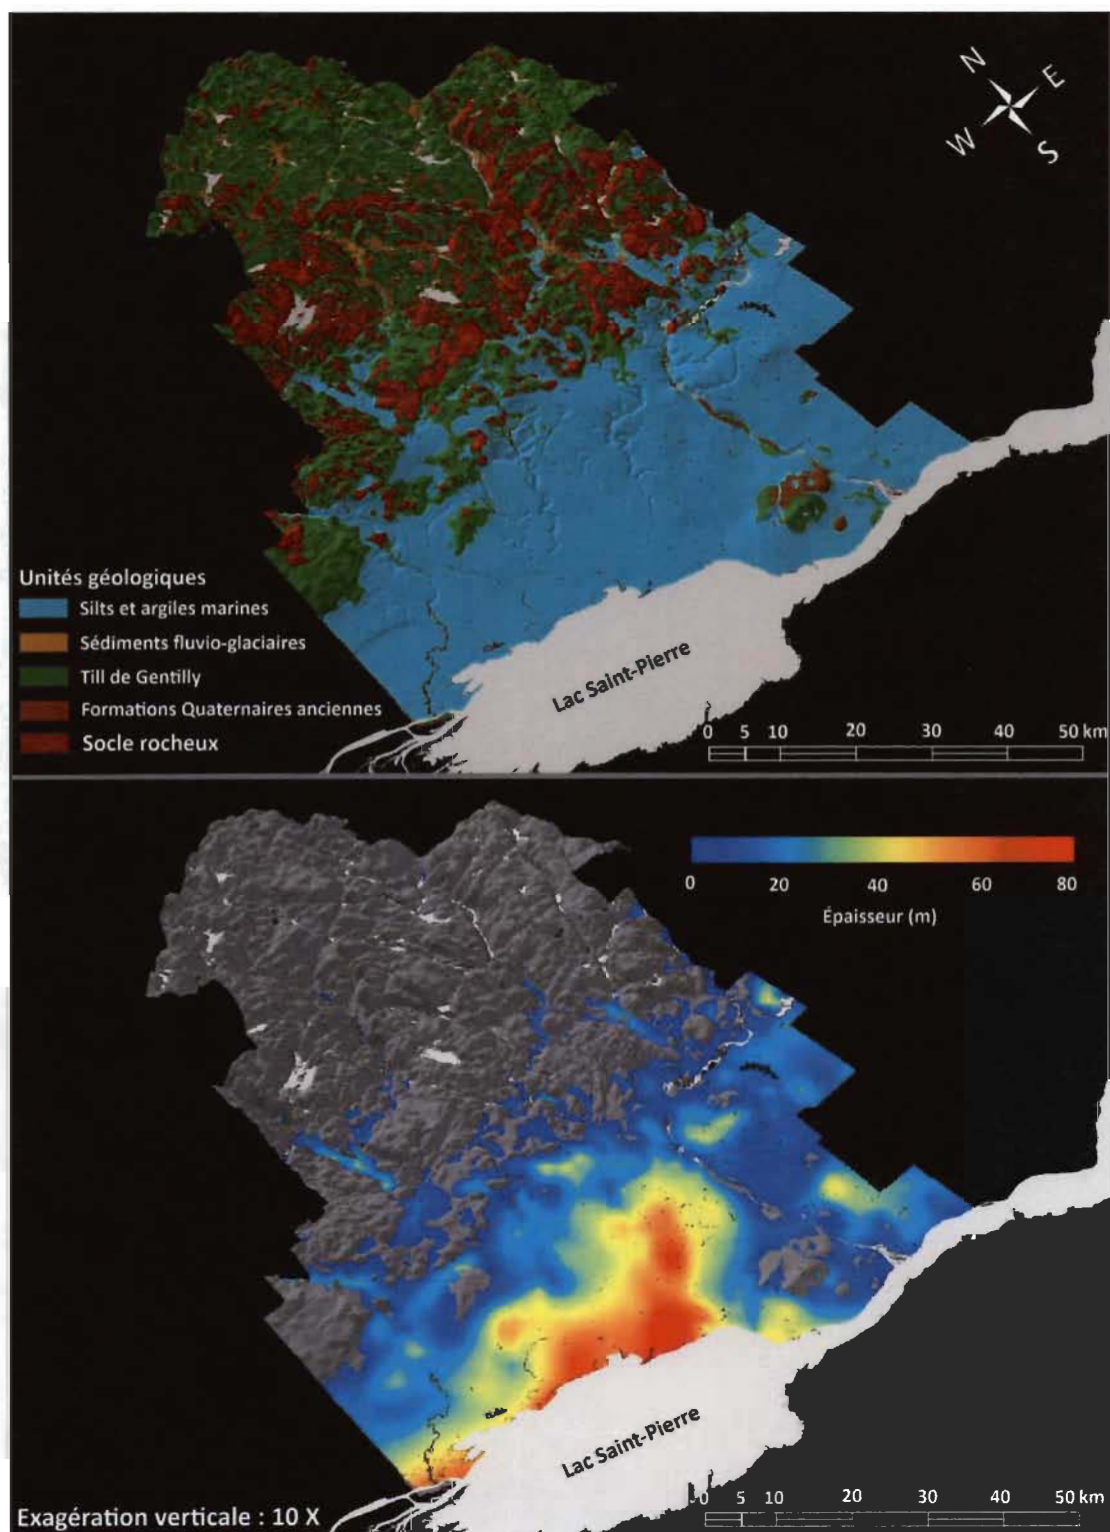 N
E
W
S
Unités géologiques
Silts et argiles marines
Sédiments fluvio-glaciaires
Till de Gentilly
Formations Quaternaires anciennes
Socle rocheux
Lac Saint-Pierre
0 5 10 20 30 40 50 km
0 20 40 60 80
Épaisseur (m)
Lac Saint-Pierre
Exagération verticale : 10 X
0 5 10 20 30 40 50 km